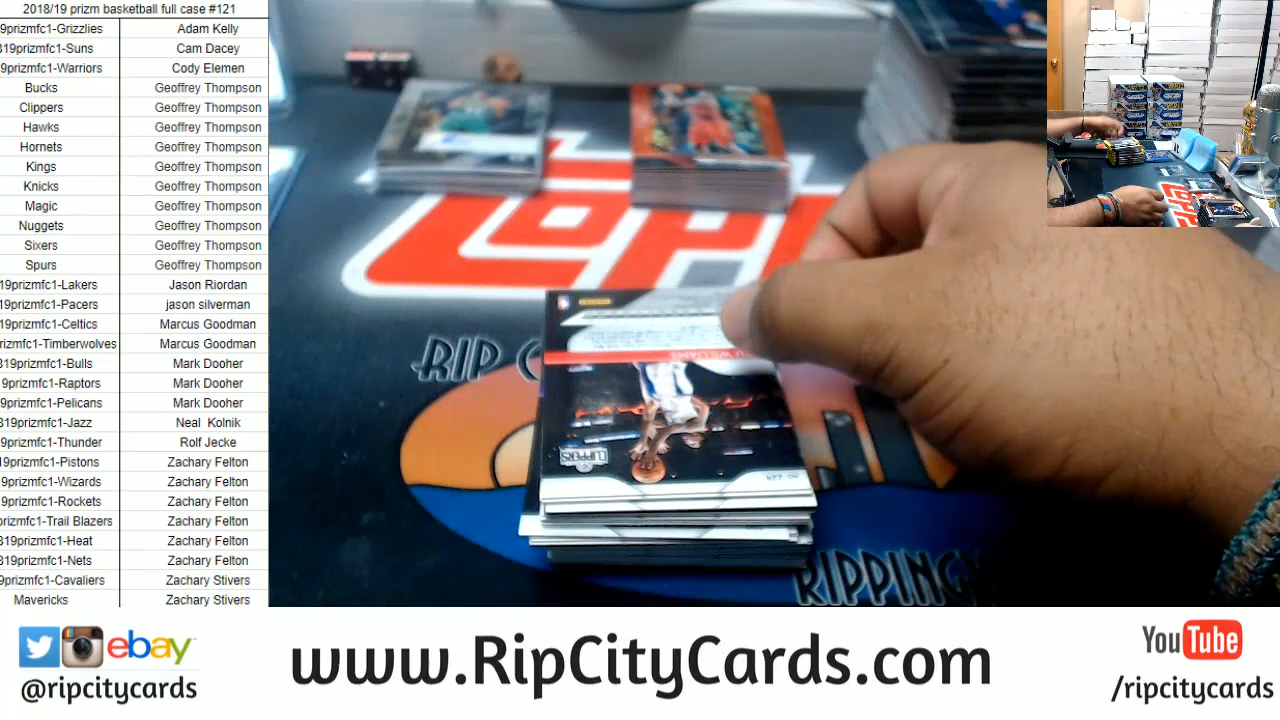 2018/19 prizm basketball full case #121
9prizmfc1-Grizzlies Adam Kelly
319prizmfc1-Suns Cam Dacey
9prizmfc1-Warriors Cody Elemen
Bucks Geoffrey Thompson
Clippers Geoffrey Thompson
Hawks Geoffrey Thompson
Hornets Geoffrey Thompson
Kings Geoffrey Thompson
Knicks Geoffrey Thompson
Magic Geoffrey Thompson
Nuggets Geoffrey Thompson
Sixers Geoffrey Thompson
Spurs Geoffrey Thompson
19prizmfc1-Lakers Jason Riordan
19prizmfc1-Pacers jason silverman
19prizmfc1-Celtics Marcus Goodman
rizmfc1-Timberwolves Marcus Goodman
819prizmfc1-Bulls Mark Dooher
9prizmfc1-Raptors Mark Dooher
9prizmfc1-Pelicans Mark Dooher
319prizmfc1-Jazz Neal Kolnik
9prizmfc1-Thunder Rolf Jecke
19prizmfc1-Pistons Zachary Felton
9prizmfc1-Wizards Zachary Felton
9prizmfc1-Rockets Zachary Felton
prizmfc1-Trail Blazers Zachary Felton
319prizmfc1-Heat Zachary Felton
319prizmfc1-Nets Zachary Felton
9prizmfc1-Cavaliers Zachary Stivers
Mavericks Zachary Stivers
RIP C
WILLIAMS
CLIPPERS
RIPPING
ebay
@ripcitycards
www.RipCityCards.com
YouTube
/ripcitycards